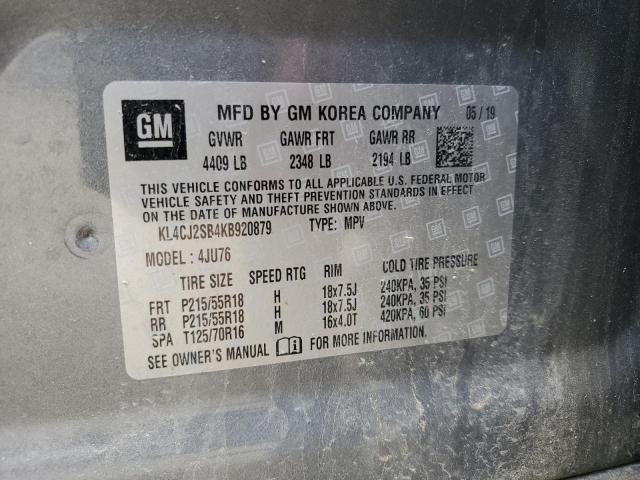 GM MFD BY GM KOREA COMPANY 05/19
GVWR GAWR FRT GAWR RR
4409 LB 2348 LB 2194 LB
THIS VEHICLE CONFORMS TO ALL APPLICABLE U.S. FEDERAL MOTOR
VEHICLE SAFETY AND THEFT PREVENTION STANDARDS IN EFFECT
ON THE DATE OF MANUFACTURE SHOWN ABOVE.
KL4CJ2SB4KB920879 TYPE: MPV
MODEL : 4JU76
TIRE SIZE SPEED RTG RIM COLD TIRE PRESSURE
FRT P215/55R18 H 18x7.5J 240KPA, 35 PSI
RR P215/55R18 H 18x7.5J 240KPA, 35 PSI
SPA T125/70R16 M 16x4.0T 420KPA, 60 PSI
SEE OWNER'S MANUAL FOR MORE INFORMATION.